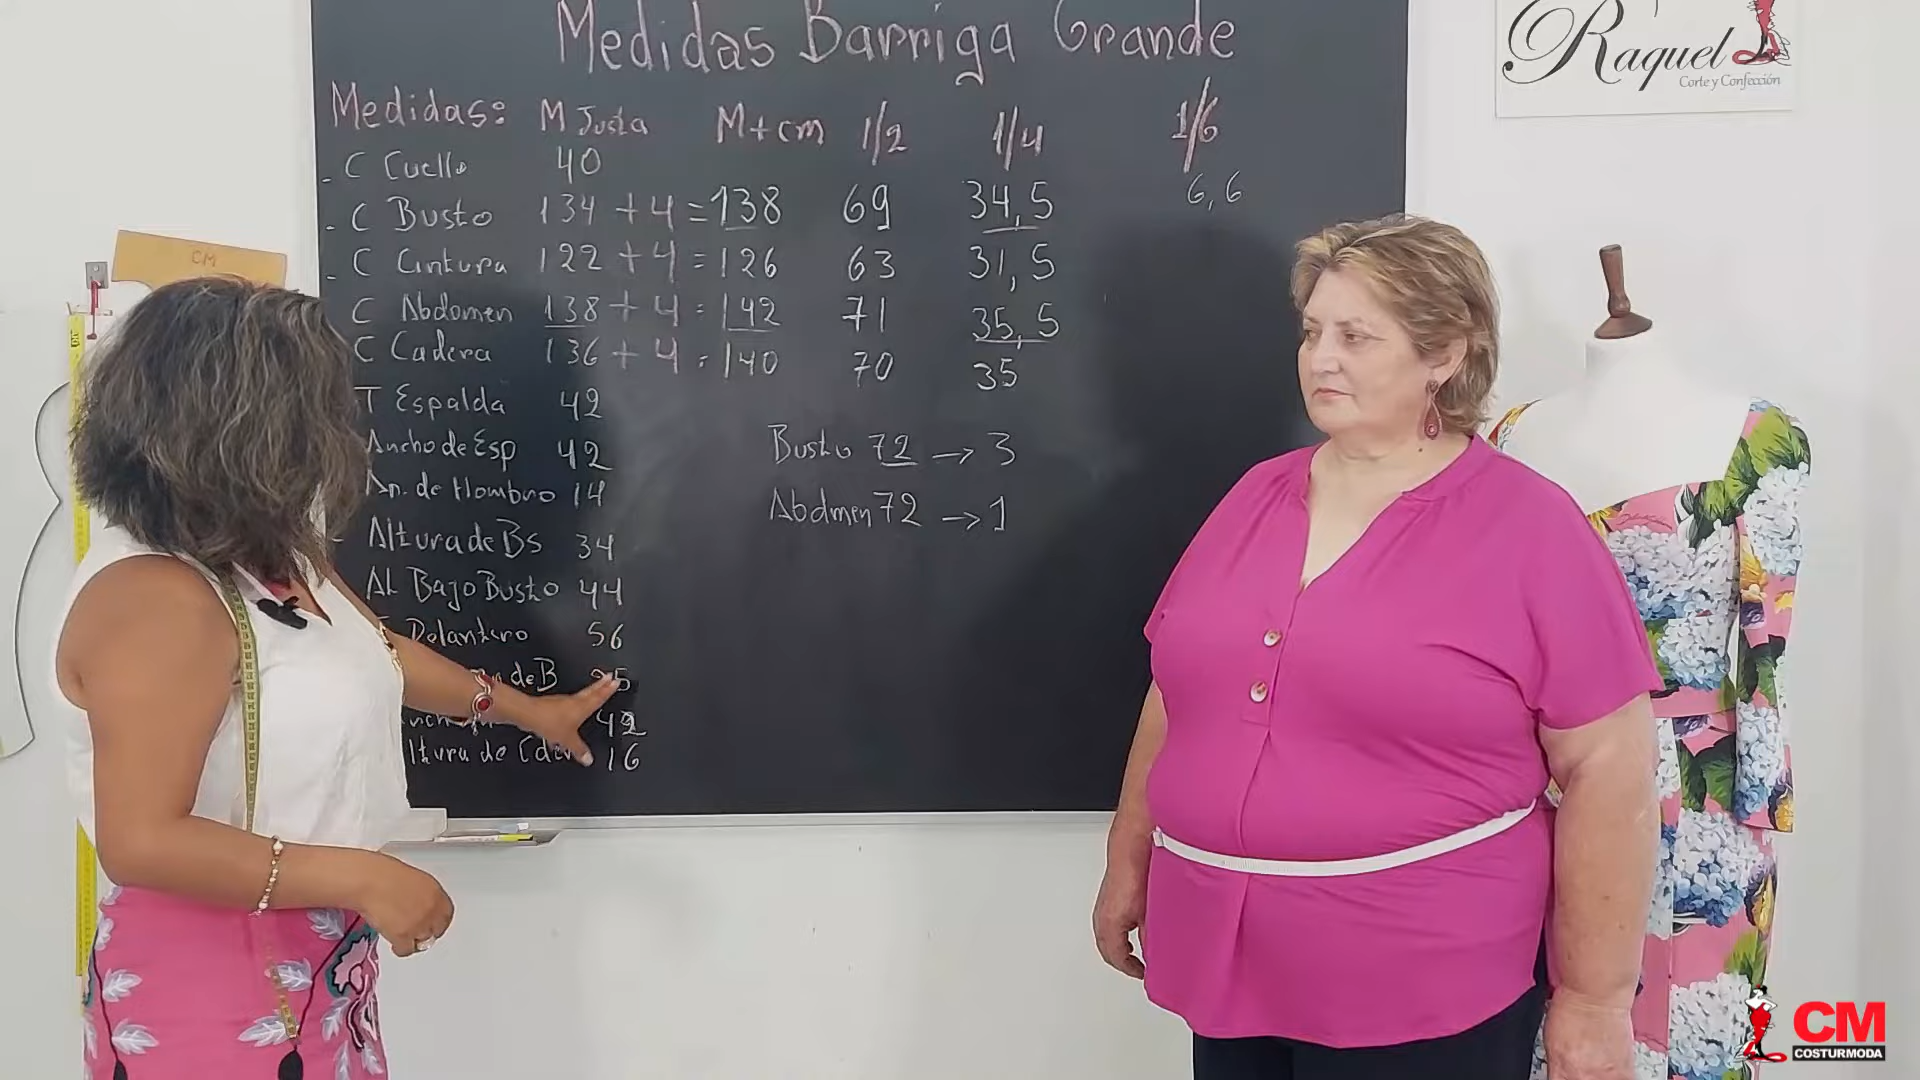 Medidas Barriga Grande
Medidas: M Justa M+cm 1/2 1/4 1/6
- C Cuello 40 6,6
- C Busto 134 + 4 = 138 69 34,5
- C Cintura 122 + 4 = 126 63 31,5
C Abdomen 138 + 4 = 142 71 35,5
C Cadera 136 + 4 = 140 70 35
T Espalda 42
Ancho de Esp 42
An. de Hombro 14
- Altura de Bs 34
AL Bajo Busto 44
Delantero 56
de B
42
ltura de 16
Busto 72 → 3
Abdmen 72 → 1
Raquel
Corte y Confección
CM
CM
COSTURMODA